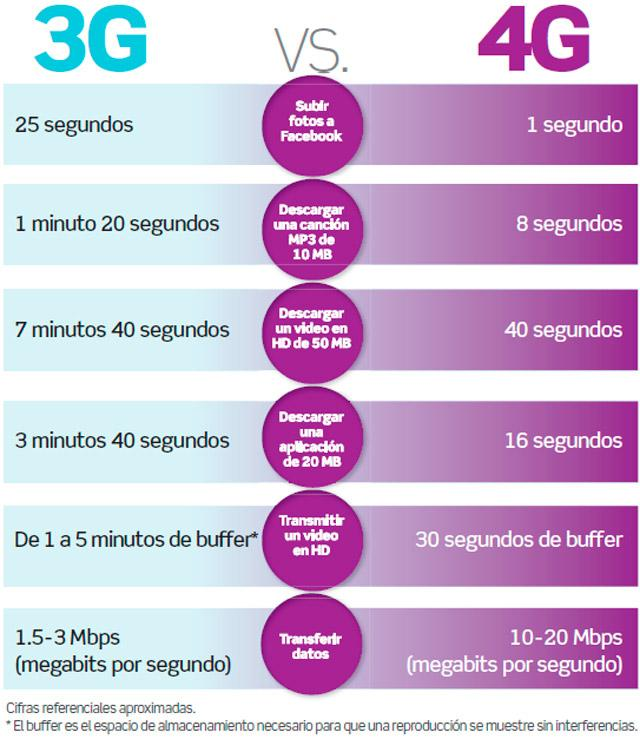 3G VS. 4G
25 segundos
Subir
fotos a
Facebook
1 segundo
1 minuto 20 segundos
Descargar
una canción
MP3 de
10 MB
8 segundos
7 minutos 40 segundos
Descargar
un video en
HD de 50 MB
40 segundos
3 minutos 40 segundos
Descargar
una
aplicación
de 20 MB
16 segundos
De 1 a 5 minutos de buffer*
Transmitir
un video
en HD
30 segundos de buffer
1.5-3 Mbps
(megabits por segundo)
Transferir
datos
10-20 Mbps
(megabits por segundo)
Cifras referenciales aproximadas.
* El buffer es el espacio de almacenamiento necesario para que una reproducción se muestre sin interferencias.